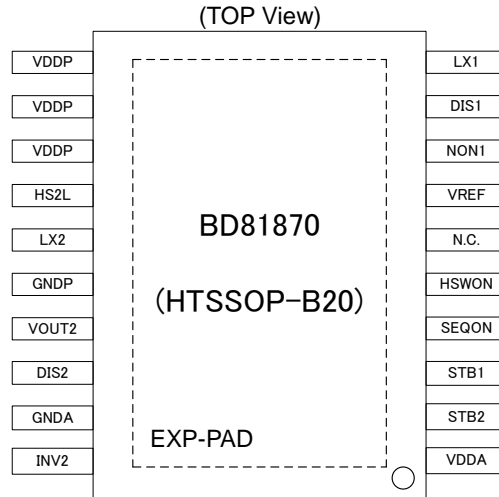 (TOP View)
VDDP
VDDP
VDDP
HS2L
LX2
GNDP
VOUT2
DIS2
GNDA
INV2
BD81870
(HTSSOP-B20)
EXP-PAD
LX1
DIS1
NON1
VREF
N.C.
HSWON
SEQON
STB1
STB2
VDDA